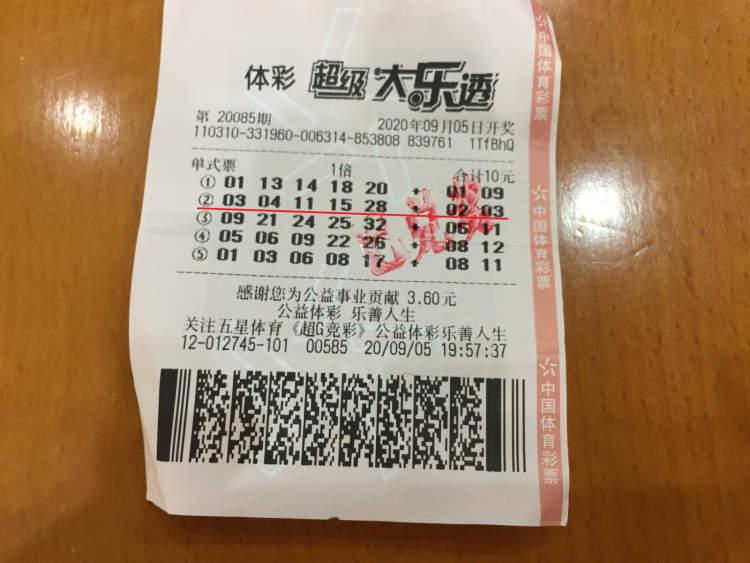 体彩 超级大乐透
第 20085期 2020年09月05日开奖
110310-331960-006314-853808 839761 1TfBhQ
单式票 1倍 合计10元
① 01 13 14 18 20 + 01 09
② 03 04 11 15 28 + 02 03
③ 09 21 24 25 32 + 06 11
④ 05 06 09 22 26 + 08 12
⑤ 01 03 06 08 17 + 08 11
已兑奖
感谢您为公益事业贡献 3.60元
公益体彩 乐善人生
关注五星体育《超G竞彩》公益体彩乐善人生
12-012745-101 00585 20/09/05 19:57:37
中国体育彩票
中国体育彩票
中国体育彩票